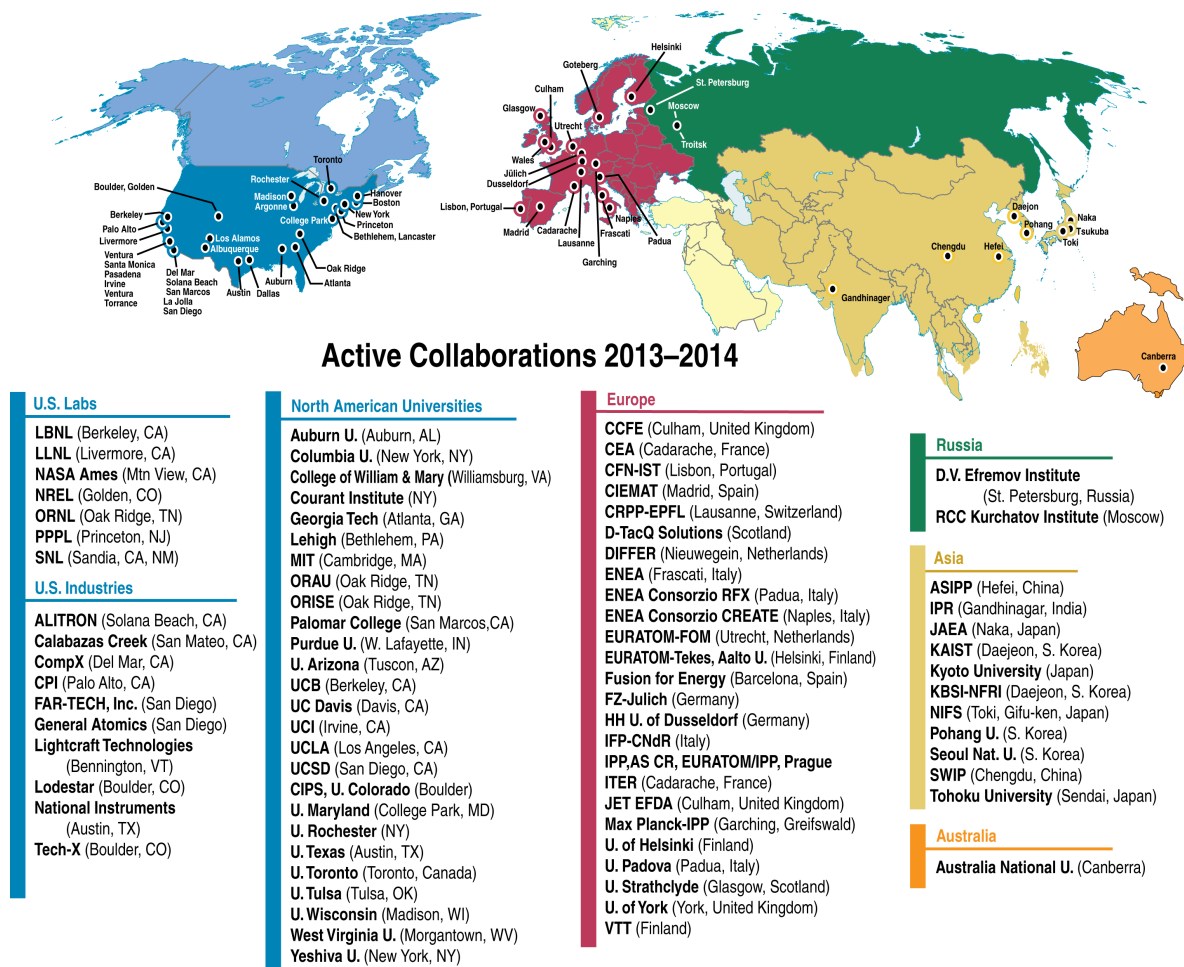 Helsinki
Goteberg
St. Petersburg
Culham
Glasgow
Moscow
Utrecht
Troitsk
Toronto
Wales
Rochester
Jülich
Boulder, Golden
Dusseldorf
Madison
Hanover
Argonne
Boston
Berkeley
College Park
New York
Lisbon, Portugal
Daejon
Palo Alto
Princeton
Naples
Pohang
Naka
Livermore
Los Alamos
Bethlehem, Lancaster
Madrid
Cadarache
Frascati
Tsukuba
Albuquerque
Lausanne
Padua
Chengdu
Hefei
Toki
Ventura
Santa Monica
Pasadena
Irvine
Ventura
Torrance
Del Mar
Solana Beach
San Marcos
La Jolla
San Diego
Garching
Oak Ridge
Auburn
Atlanta
Austin
Dallas
Gandhinager
Canberra
Active Collaborations 2013–2014
U.S. Labs
LBNL (Berkeley, CA)
LLNL (Livermore, CA)
NASA Ames (Mtn View, CA)
NREL (Golden, CO)
ORNL (Oak Ridge, TN)
PPPL (Princeton, NJ)
SNL (Sandia, CA, NM)
U.S. Industries
ALITRON (Solana Beach, CA)
Calabazas Creek (San Mateo, CA)
CompX (Del Mar, CA)
CPI (Palo Alto, CA)
FAR-TECH, Inc. (San Diego)
General Atomics (San Diego)
Lightcraft Technologies
(Bennington, VT)
Lodestar (Boulder, CO)
National Instruments
(Austin, TX)
Tech-X (Boulder, CO)
North American Universities
Auburn U. (Auburn, AL)
Columbia U. (New York, NY)
College of William & Mary (Williamsburg, VA)
Courant Institute (NY)
Georgia Tech (Atlanta, GA)
Lehigh (Bethlehem, PA)
MIT (Cambridge, MA)
ORAU (Oak Ridge, TN)
ORISE (Oak Ridge, TN)
Palomar College (San Marcos,CA)
Purdue U. (W. Lafayette, IN)
U. Arizona (Tuscon, AZ)
UCB (Berkeley, CA)
UC Davis (Davis, CA)
UCI (Irvine, CA)
UCLA (Los Angeles, CA)
UCSD (San Diego, CA)
CIPS, U. Colorado (Boulder)
U. Maryland (College Park, MD)
U. Rochester (NY)
U. Texas (Austin, TX)
U. Toronto (Toronto, Canada)
U. Tulsa (Tulsa, OK)
U. Wisconsin (Madison, WI)
West Virginia U. (Morgantown, WV)
Yeshiva U. (New York, NY)
Europe
CCFE (Culham, United Kingdom)
CEA (Cadarache, France)
CFN-IST (Lisbon, Portugal)
CIEMAT (Madrid, Spain)
CRPP-EPFL (Lausanne, Switzerland)
D-TacQ Solutions (Scotland)
DIFFER (Nieuwegein, Netherlands)
ENEA (Frascati, Italy)
ENEA Consorzio RFX (Padua, Italy)
ENEA Consorzio CREATE (Naples, Italy)
EURATOM-FOM (Utrecht, Netherlands)
EURATOM-Tekes, Aalto U. (Helsinki, Finland)
Fusion for Energy (Barcelona, Spain)
FZ-Julich (Germany)
HH U. of Dusseldorf (Germany)
IFP-CNdR (Italy)
IPP,AS CR, EURATOM/IPP, Prague
ITER (Cadarache, France)
JET EFDA (Culham, United Kingdom)
Max Planck-IPP (Garching, Greifswald)
U. of Helsinki (Finland)
U. Padova (Padua, Italy)
U. Strathclyde (Glasgow, Scotland)
U. of York (York, United Kingdom)
VTT (Finland)
Russia
D.V. Efremov Institute
(St. Petersburg, Russia)
RCC Kurchatov Institute (Moscow)
Asia
ASIPP (Hefei, China)
IPR (Gandhinagar, India)
JAEA (Naka, Japan)
KAIST (Daejeon, S. Korea)
Kyoto University (Japan)
KBSI-NFRI (Daejeon, S. Korea)
NIFS (Toki, Gifu-ken, Japan)
Pohang U. (S. Korea)
Seoul Nat. U. (S. Korea)
SWIP (Chengdu, China)
Tohoku University (Sendai, Japan)
Australia
Australia National U. (Canberra)